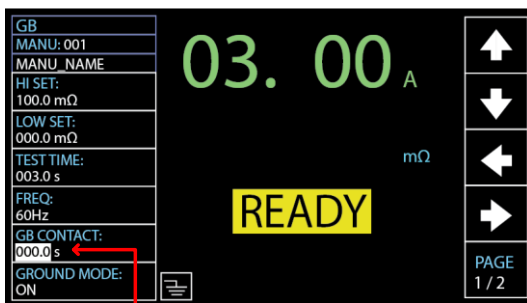 GB
MANU: 001
MANU_NAME
HI SET:
100.0 mΩ
LOW SET:
000.0 mΩ
TEST TIME:
003.0 s
FREQ:
60Hz
GB CONTACT:
000.0 s
GROUND MODE:
ON
03. 00 A
mΩ
READY
PAGE
1 / 2